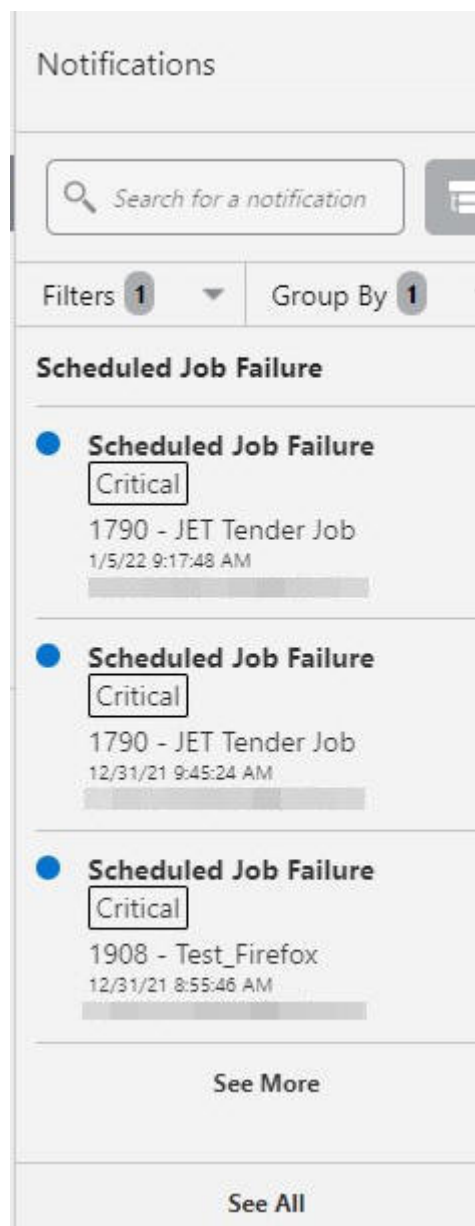 Notifications
Search for a notification
Filters 1 Group By 1
Scheduled Job Failure
Scheduled Job Failure
Critical
1790 - JET Tender Job
1/5/22 9:17:48 AM
Scheduled Job Failure
Critical
1790 - JET Tender Job
12/31/21 9:45:24 AM
Scheduled Job Failure
Critical
1908 - Test_Firefox
12/31/21 8:55:46 AM
See More
See All